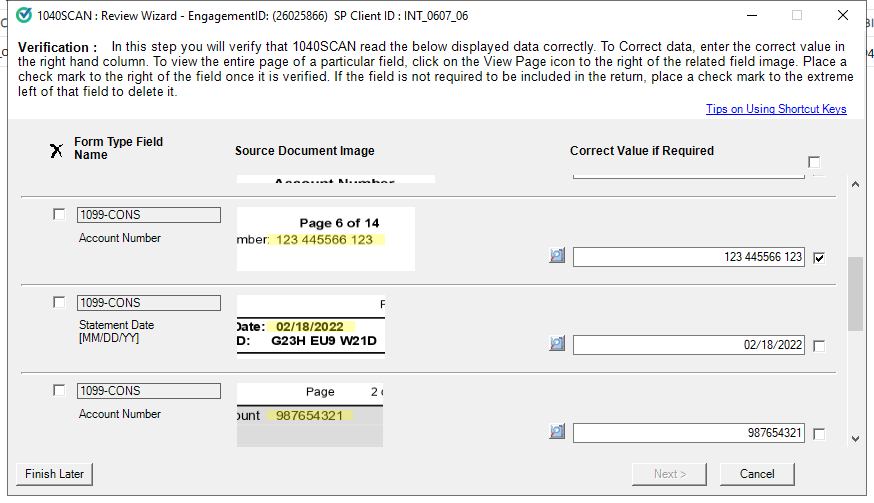 1040SCAN : Review Wizard - EngagementID: (26025866) SP Client ID : INT_0607_06
Verification : In this step you will verify that 1040SCAN read the below displayed data correctly. To Correct data, enter the correct value in
the right hand column. To view the entire page of a particular field, click on the View Page icon to the right of the related field image. Place a
check mark to the right of the field once it is verified. If the field is not required to be included in the return, place a check mark to the extreme
left of that field to delete it.
Tips on Using Shortcut Keys
Form Type Field
Name
Source Document Image
Correct Value if Required
Account Number
1099-CONS
Account Number
Page 6 of 14
mber: 123 445566 123
123 445566 123
1099-CONS
Statement Date
[MM/DD/YY]
Date: 02/18/2022
D: G23H EU9 W21D
02/18/2022
1099-CONS
Account Number
Page 2
ount 987654321
987654321
Finish Later
Next >
Cancel